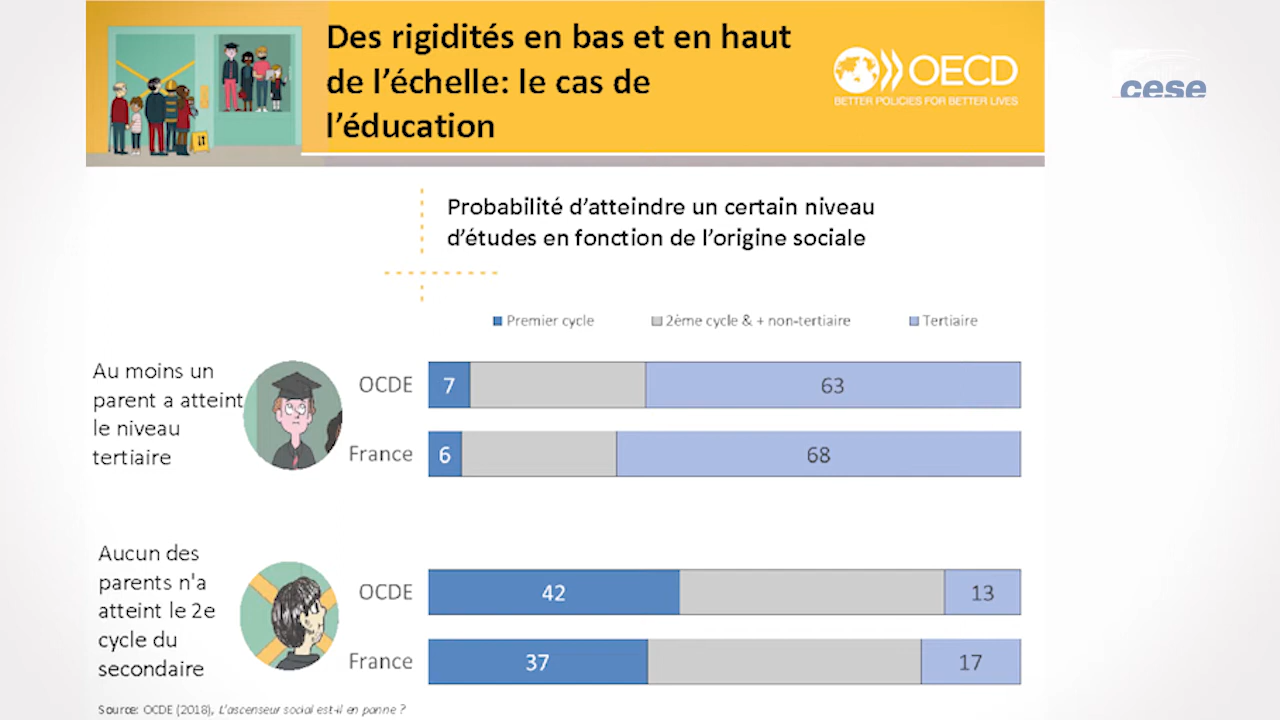 Des rigidités en bas et en haut
de l'échelle: le cas de
l'éducation
OECD
BETTER POLICIES FOR BETTER LIVES
cese
Probabilité d'atteindre un certain niveau
d'études en fonction de l'origine sociale
Premier cycle
2ème cycle & + non-tertiaire
Tertiaire
Au moins un
parent a atteint
le niveau
tertiaire
OCDE
7
63
France
6
68
Aucun des
parents n'a
atteint le 2e
cycle du
secondaire
OCDE
42
13
France
37
17
Source: OCDE (2018), L'ascenseur social est-il en panne ?